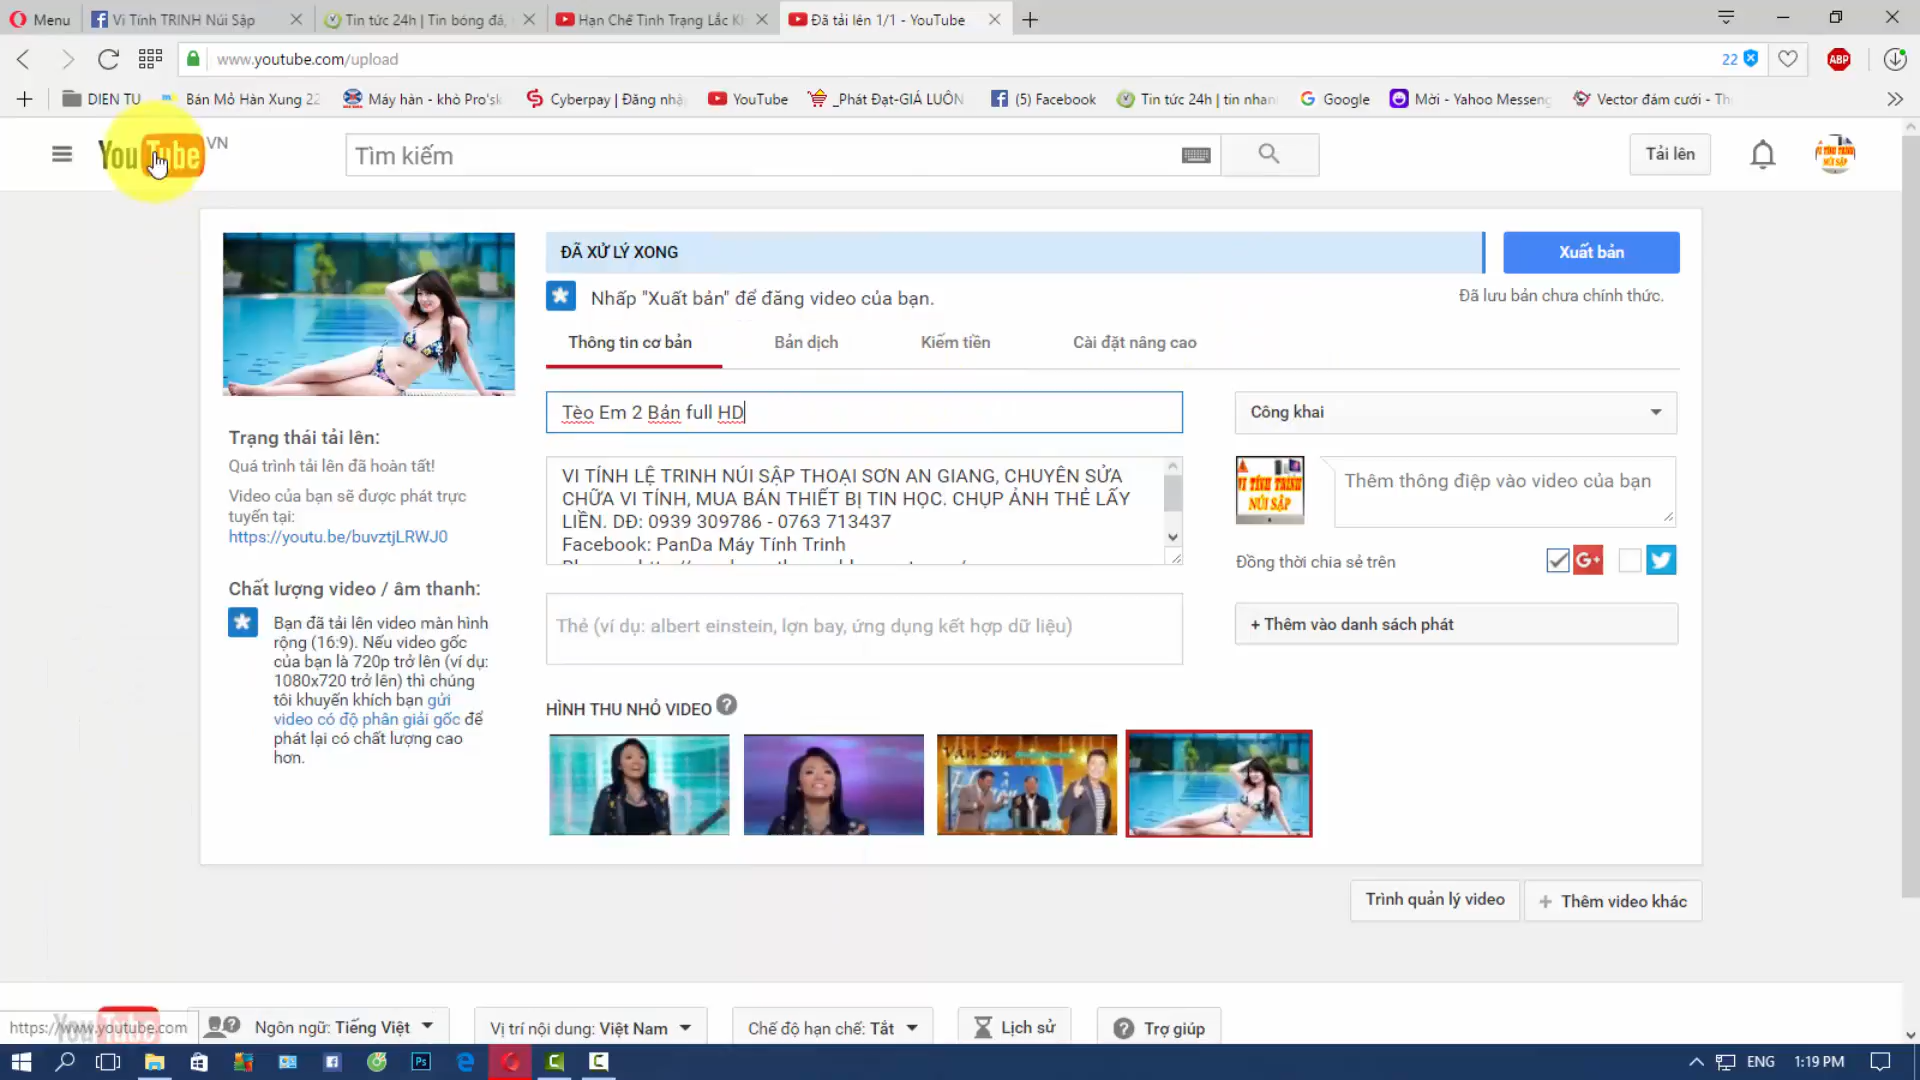 Menu
Vi Tính TRINH Núi Sập
Tin tức 24h | Tin bóng đá,
Hạn Chế Tình Trạng Lắc K
Đã tải lên 1/1 - YouTube
www.youtube.com/upload
22
ABP
DIEN TU
Bán Mỏ Hàn Xung 22
Máy hàn - khò Pro'sk
Cyberpay | Đăng nhậ
YouTube
_Phát Đạt-GIÁ LUÔN
(5) Facebook
Tin tức 24h | tin nhan
Google
Mời - Yahoo Messeng
Vector đám cưới - Th
YouTube VN
Tìm kiếm
Tải lên
VI TÍNH TRINH
NÚI SẬP
ĐÃ XỬ LÝ XONG
Xuất bản
Nhấp "Xuất bản" để đăng video của bạn.
Đã lưu bản chưa chính thức.
Thông tin cơ bản
Bản dịch
Kiếm tiền
Cài đặt nâng cao
Tèo Em 2 Bản full HD
Công khai
Trạng thái tải lên:
Quá trình tải lên đã hoàn tất!
Video của bạn sẽ được phát trực
tuyến tại:
https://youtu.be/buvztjLRWJ0
VI TÍNH LỆ TRINH NÚI SẬP THOẠI SƠN AN GIANG, CHUYÊN SỬA
CHỮA VI TÍNH, MUA BÁN THIẾT BỊ TIN HỌC. CHỤP ẢNH THẺ LẤY
LIỀN. DĐ: 0939 309786 - 0763 713437
Facebook: PanDa Máy Tính Trinh
VI TÍNH TRINH
NÚI SẬP
Thêm thông điệp vào video của bạn
Đồng thời chia sẻ trên
G+
+ Thêm vào danh sách phát
Chất lượng video / âm thanh:
Bạn đã tải lên video màn hình
rộng (16:9). Nếu video gốc
của bạn là 720p trở lên (ví dụ:
1080x720 trở lên) thì chúng
tôi khuyến khích bạn gửi
video có độ phân giải gốc để
phát lại có chất lượng cao
hơn.
Thẻ (ví dụ: albert einstein, lợn bay, ứng dụng kết hợp dữ liệu)
HÌNH THU NHỎ VIDEO
Vân Sơn
Trình quản lý video
+ Thêm video khác
https://www.youtube.com
Ngôn ngữ: Tiếng Việt
Vị trí nội dung: Việt Nam
Chế độ hạn chế: Tắt
Lịch sử
Trợ giúp
Ps
ENG
1:19 PM